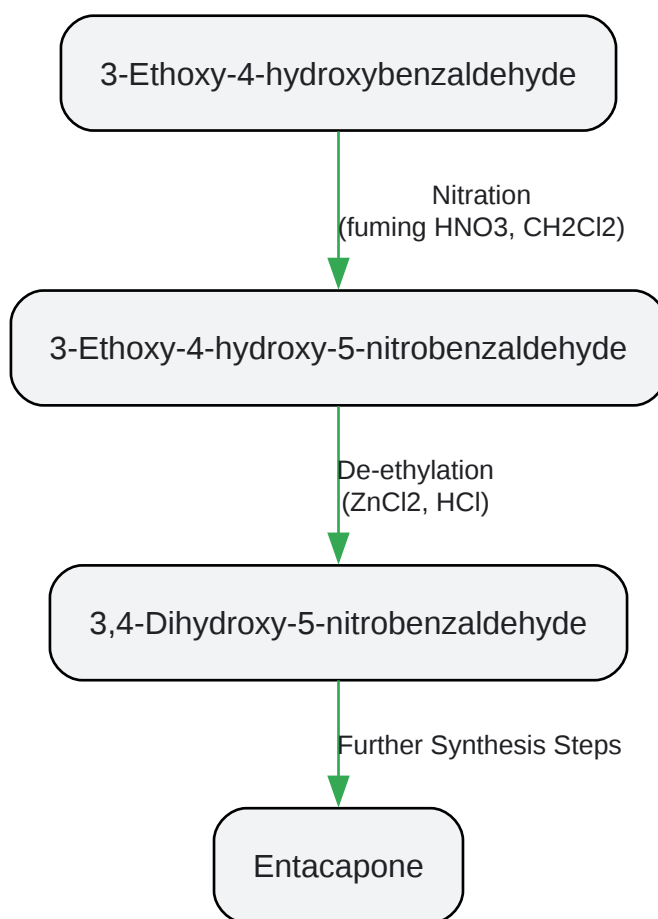 3-Ethoxy-4-hydroxybenzaldehyde
Nitration
(fuming HNO3, CH2Cl2)
3-Ethoxy-4-hydroxy-5-nitrobenzaldehyde
De-ethylation
(ZnCl2, HCl)
3,4-Dihydroxy-5-nitrobenzaldehyde
Further Synthesis Steps
Entacapone